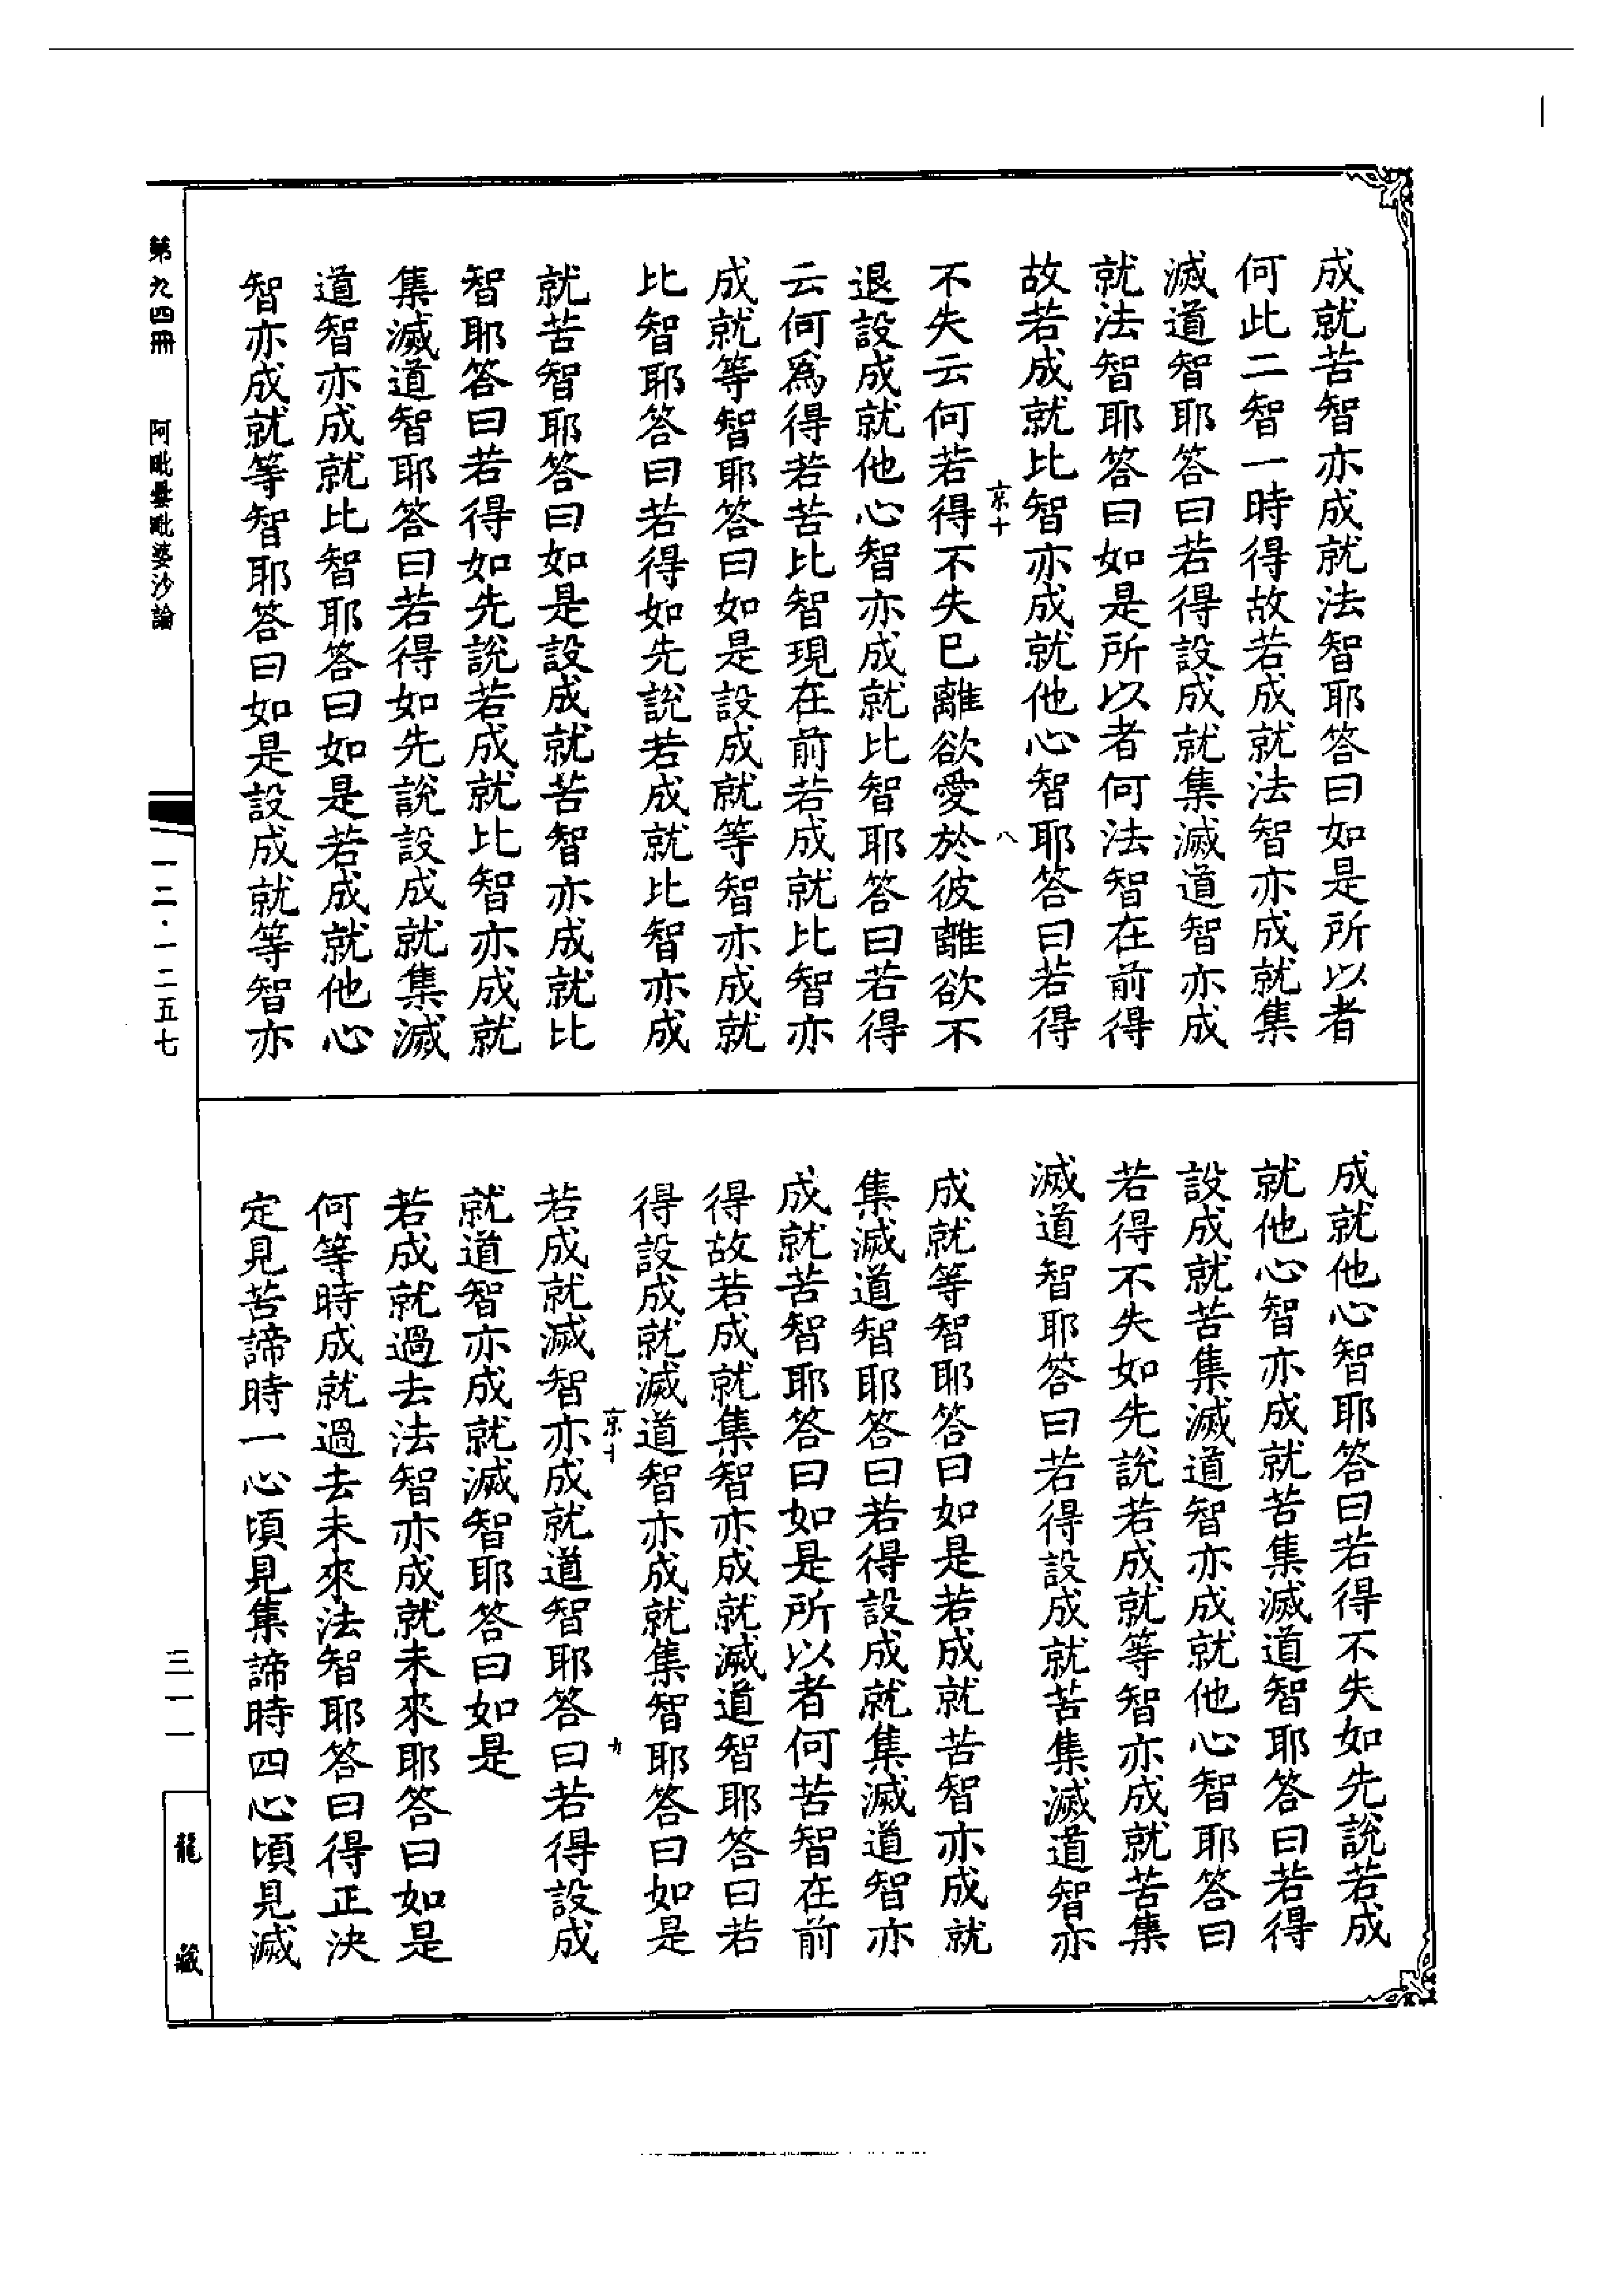 成就苦智亦成就法智耶答曰如是所以者
何此二智一時得故若成就法智亦成就集
滅道智耶答曰若得設成就集滅道智亦成
就法智耶答曰如是所以者何法智在前得
故若成就比智亦成就他心智耶答曰若得
京十
八
不失云何若得不失巳離欲愛於彼離欲不
退設成就他心智亦成就比智耶答曰若得
云何爲得若苦比智現在前若成就比智亦
成就等智耶答曰如是設成就等智亦成就
比智耶答曰若得如先說若成就比智亦成
就苦智耶答曰如是設成就苦智亦成就比
智耶答曰若得如先說若成就比智亦成就
集滅道智耶答曰若得如先說設成就集滅
道智亦成就比智耶答曰如是若成就他心
智亦成就等智耶答曰如是設成就等智亦
成就他心智耶答曰若得不失如先說若成
就他心智亦成就苦集滅道智耶答曰若得
設成就苦集滅道智亦成就他心智耶答曰
若得不失如先說若成就等智亦成就苦集
滅道智耶答曰若得設成就苦集滅道智亦
成就等智耶答曰如是若成就苦智亦成就
集滅道智耶答曰若得設成就集滅道智亦
成就苦智耶答曰如是所以者何苦智在前
得故若成就集智亦成就滅道智耶答曰若
得設成就滅道智亦成就集智耶答曰如是
京十
九
若成就滅智亦成就道智耶答曰若得設成
就道智亦成就滅智耶答曰如是
若成就過去法智亦成就未來耶答曰如是
何等時成就過去未來法智耶答曰得正決
定見苦諦時一心頃見集諦時四心頃見滅
第九四冊
阿毗曇毗婆沙論
一二·一二五七
三一一
龍藏